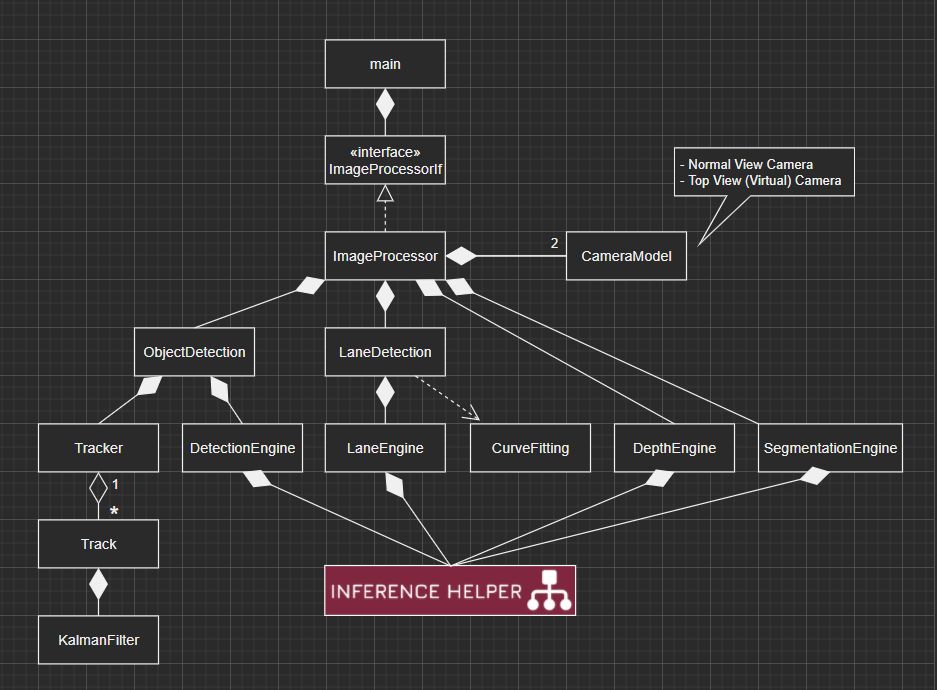 main
«interface»
ImageProcessorIf
- Normal View Camera
- Top View (Virtual) Camera
ImageProcessor
2
CameraModel
ObjectDetection
LaneDetection
Tracker
DetectionEngine
LaneEngine
CurveFitting
DepthEngine
SegmentationEngine
1
*
Track
INFERENCE HELPER
KalmanFilter